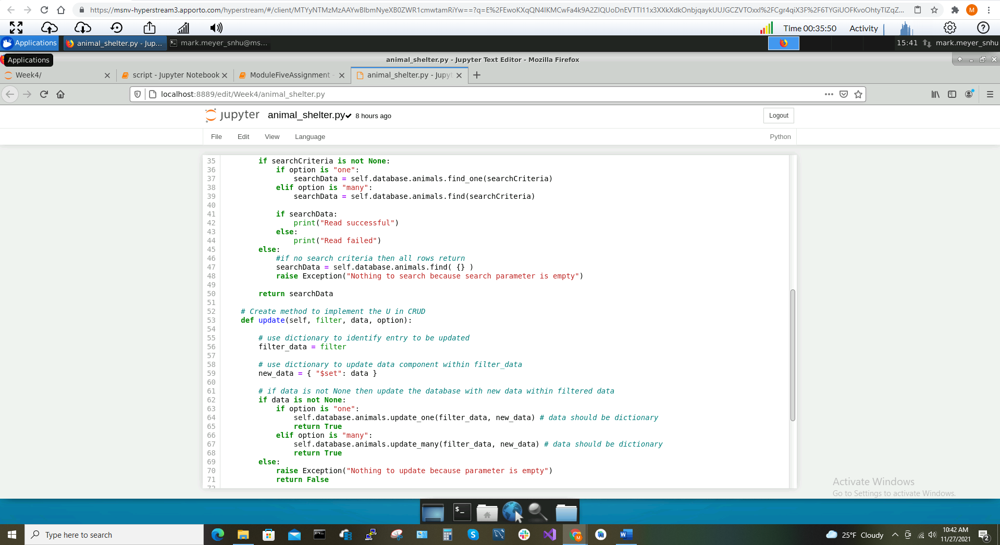 https://msnv-hyperstream3.apporto.com/hyperstream/#/client/MTYyNTMzMzAAYwBIbmNyeXB0ZWR1cmwtamRiYw==?q=E%2FEwoKXqQN4IKMCwFa4k9A2ZIQUoDnEVTTI11x3XXkXdkOnbjqaykUUJGCZVTOxxI%2FCgr4qiX3F%2F6TYGiUOFKvoOhtyTIZqZ...
M
Time 00:35:50 Activity
Applications animal_shelter.py - Jup... mark.meyer_snhu@ms... 15:41 mark.meyer_snhu
Applications
animal_shelter.py - Jupyter Text Editor - Mozilla Firefox
Week4/ script - Jupyter Notebook ModuleFiveAssignment - animal_shelter.py - Jupyt
localhost:8889/edit/Week4/animal_shelter.py
jupyter animal_shelter.py 8 hours ago Logout
File Edit View Language Python
35 if searchCriteria is not None:
36 if option is "one":
37 searchData = self.database.animals.find_one(searchCriteria)
38 elif option is "many":
39 searchData = self.database.animals.find(searchCriteria)
40
41 if searchData:
42 print("Read successful")
43 else:
44 print("Read failed")
45 else:
46 #if no search criteria then all rows return
47 searchData = self.database.animals.find( {} )
48 raise Exception("Nothing to search because search parameter is empty")
49
50 return searchData
51
52 # Create method to implement the U in CRUD
53 def update(self, filter, data, option):
54
55 # use dictionary to identify entry to be updated
56 filter_data = filter
57
58 # use dictionary to update data component within filter_data
59 new_data = { "$set": data }
60
61 # if data is not None then update the database with new data within filtered data
62 if data is not None:
63 if option is "one":
64 self.database.animals.update_one(filter_data, new_data) # data should be dictionary
65 return True
66 elif option is "many":
67 self.database.animals.update_many(filter_data, new_data) # data should be dictionary
68 return True
69 else:
70 raise Exception("Nothing to update because parameter is empty")
71 return False
72
Activate Windows
Go to Settings to activate Windows.
Type here to search
25°F Cloudy
10:42 AM
11/27/2021
2